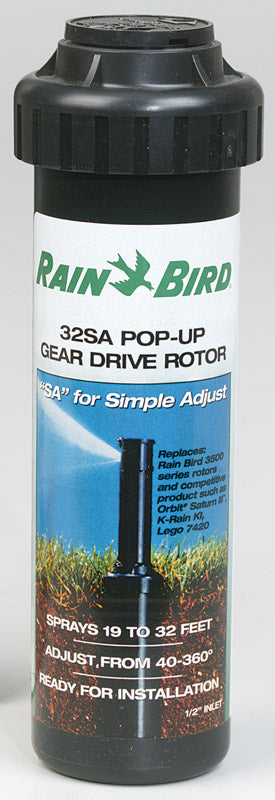 RAIN BIRD
32SA POP-UP
GEAR DRIVE ROTOR
"SA" for Simple Adjust
Replaces:
Rain Bird 3500
series rotors
and competitive
product such as
Orbit® Saturn III™,
K-Rain KI,
Lego 7420
SPRAYS 19 TO 32 FEET
ADJUST FROM 40-360°
READY FOR INSTALLATION
1/2" INLET